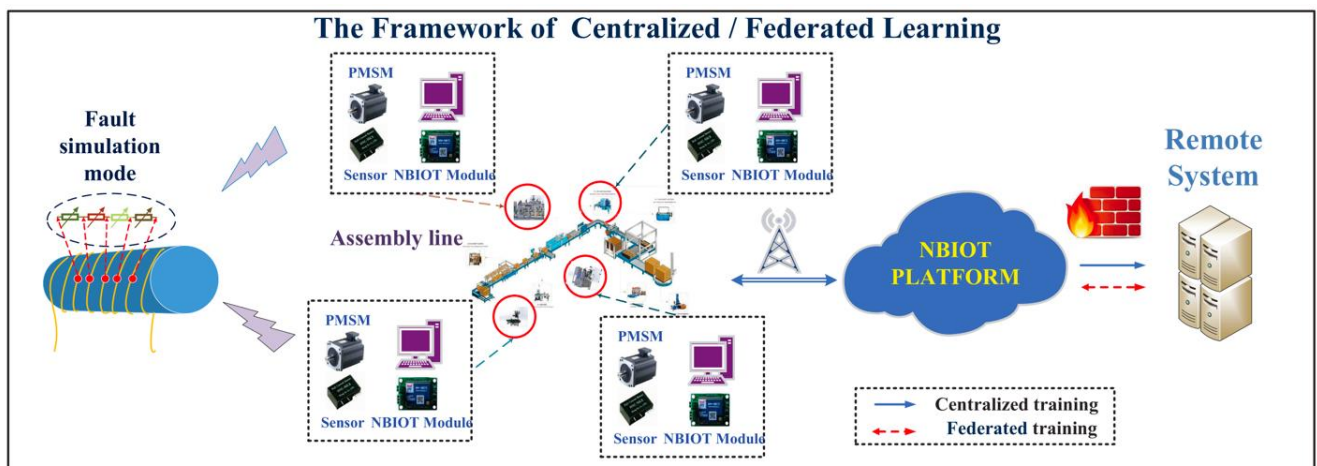 The Framework of Centralized / Federated Learning
Fault
simulation
mode
PMSM
Sensor NBIOT Module
PMSM
Sensor NBIOT Module
Assembly line
PMSM
Sensor NBIOT Module
PMSM
Sensor NBIOT Module
NBIOT
PLATFORM
Remote
System
Centralized training
Federated training